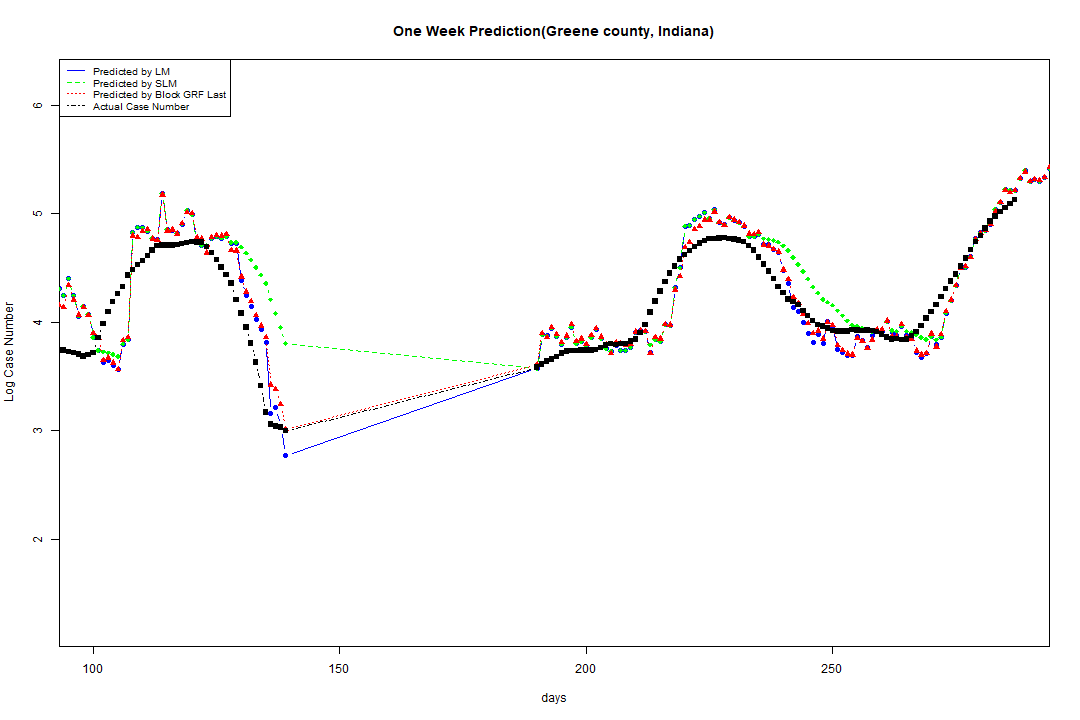 One Week Prediction(Greene county, Indiana)
Predicted by LM
Predicted by SLM
Predicted by Block GRF Last
Actual Case Number
6
5
4
3
2
Log Case Number
100
150
200
250
days